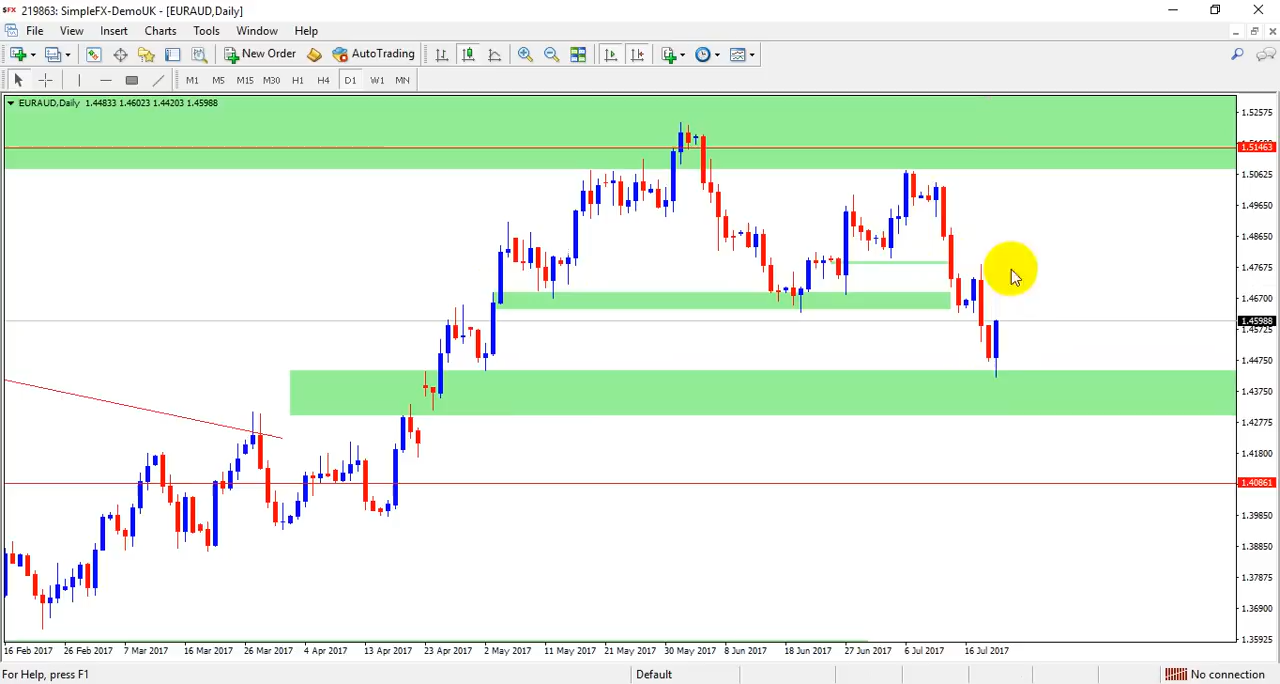 219863: SimpleFX-DemoUK - [EURAUD,Daily]
File View Insert Charts Tools Window Help
New Order AutoTrading
M1 M5 M15 M30 H1 H4 D1 W1 MN
EURAUD,Daily 1.44833 1.46023 1.44203 1.45988
1.52575
1.51463
1.50625
1.49650
1.48650
1.47675
1.46700
1.45988
1.45725
1.44750
1.43750
1.42775
1.41800
1.40861
1.39850
1.38850
1.37875
1.36900
1.35925
16 Feb 2017 26 Feb 2017 7 Mar 2017 16 Mar 2017 26 Mar 2017 4 Apr 2017 13 Apr 2017 23 Apr 2017 2 May 2017 11 May 2017 21 May 2017 30 May 2017 8 Jun 2017 18 Jun 2017 27 Jun 2017 6 Jul 2017 16 Jul 2017
For Help, press F1 Default No connection